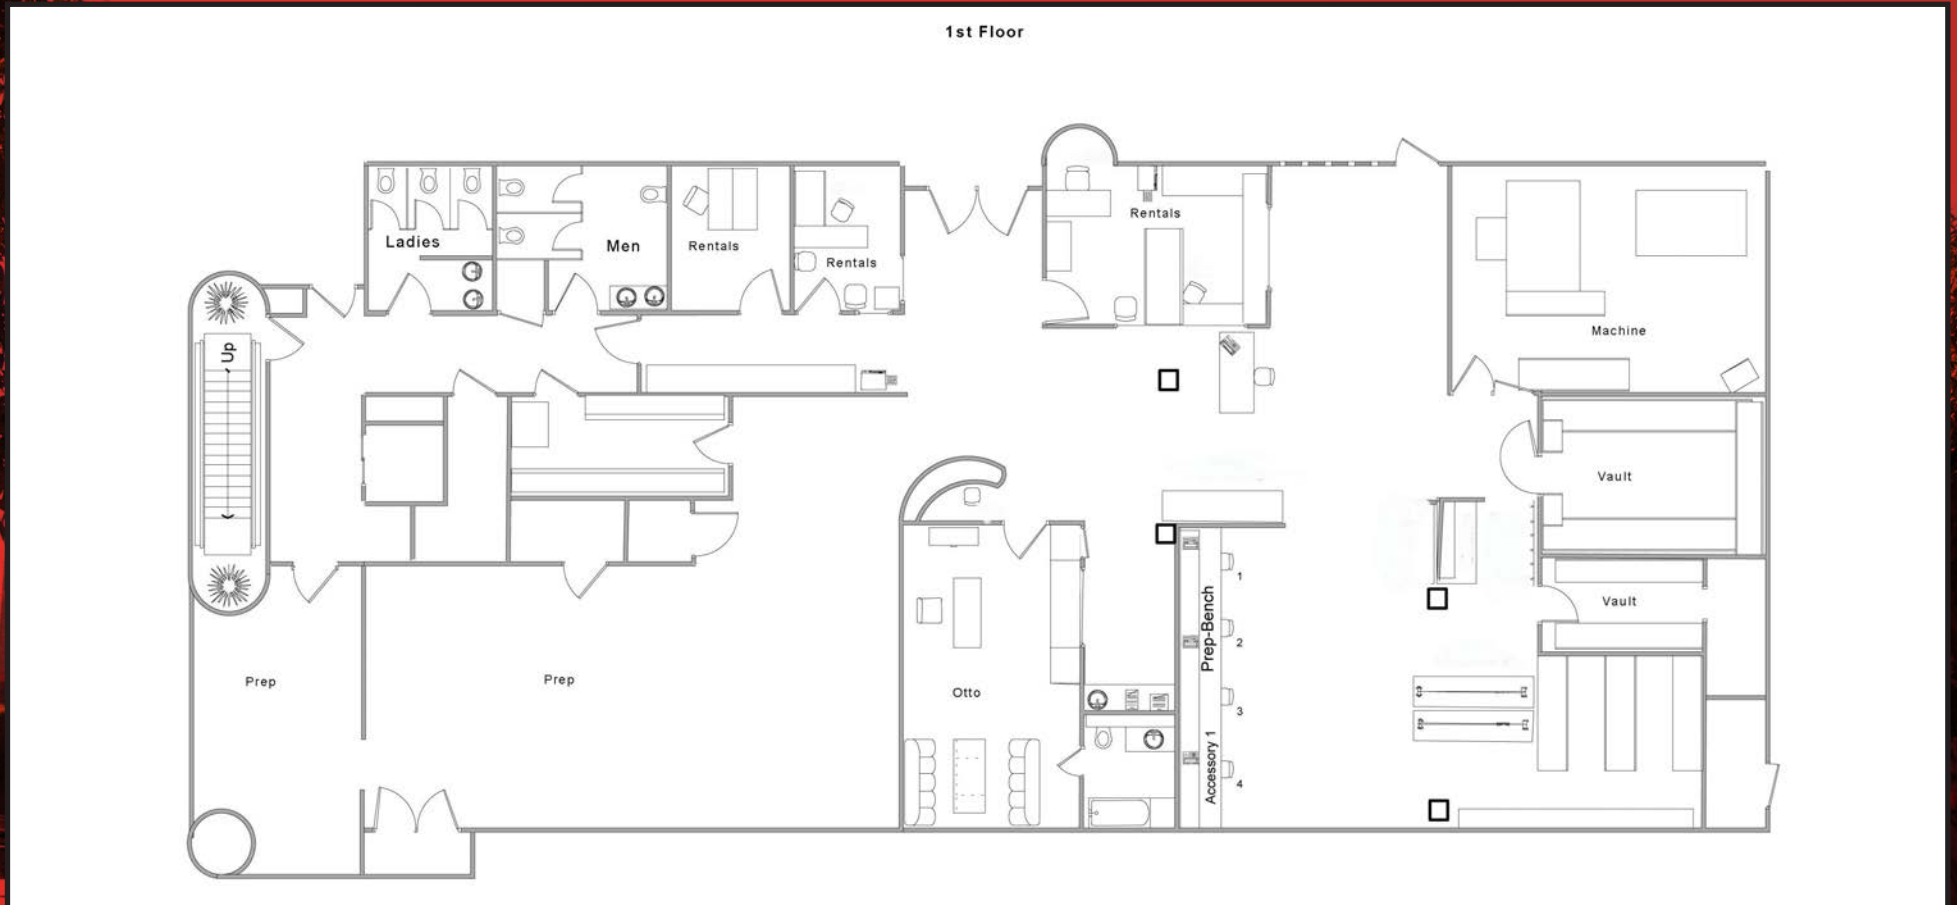 1st Floor
Ladies
Men
Rentals
Rentals
Rentals
Up
Machine
Vault
Vault
Prep
Prep
Otto
Prep-Bench
Accessory 1
1
2
3
4